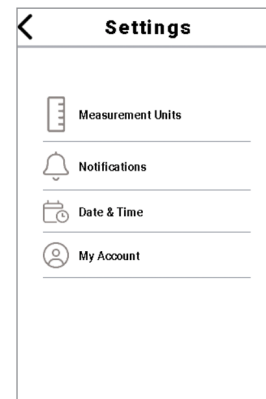 Settings
Measurement Units
Notifications
Date & Time
My Account